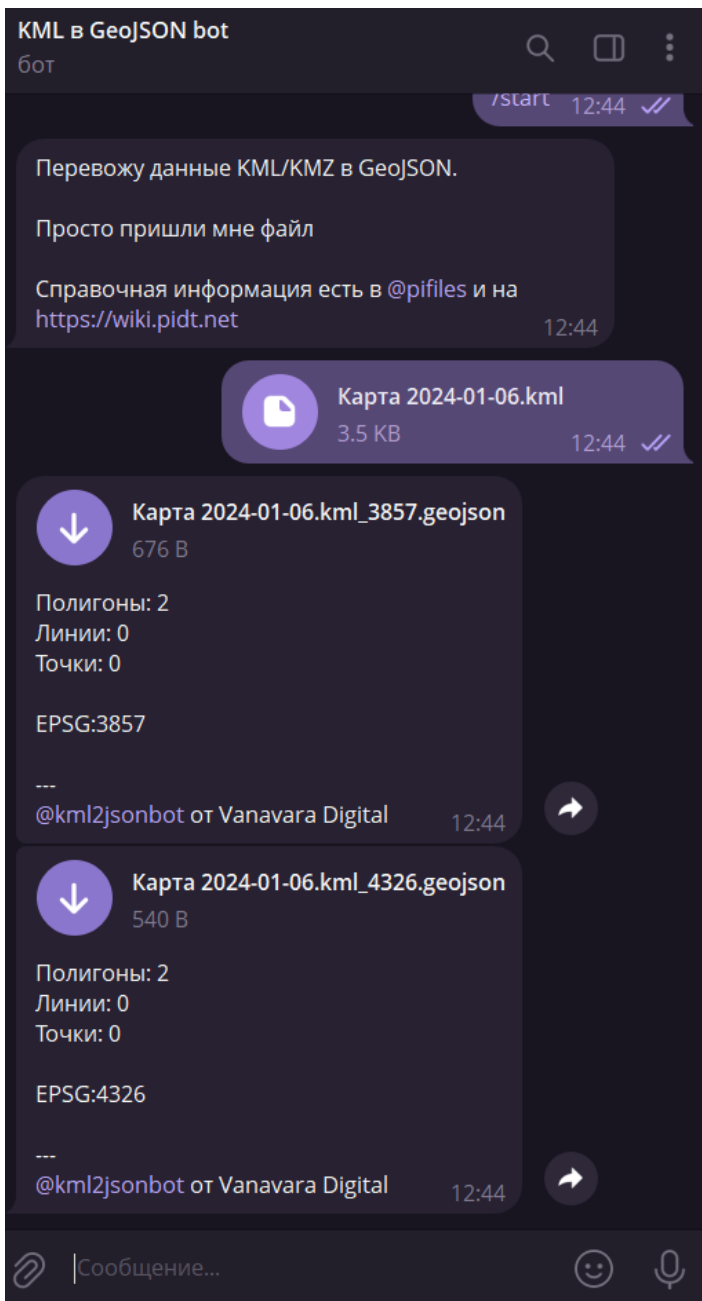 KML в GeoJSON bot
бот
/start 12:44
Перевожу данные KML/KMZ в GeoJSON.
Просто пришли мне файл
Справочная информация есть в @pifiles и на
https://wiki.pidt.net
12:44
Карта 2024-01-06.kml
3.5 KB
12:44
Карта 2024-01-06.kml_3857.geojson
676 B
Полигоны: 2
Линии: 0
Точки: 0
EPSG:3857
---
@kml2jsonbot от Vanavara Digital
12:44
Карта 2024-01-06.kml_4326.geojson
540 B
Полигоны: 2
Линии: 0
Точки: 0
EPSG:4326
---
@kml2jsonbot от Vanavara Digital
12:44
Сообщение...